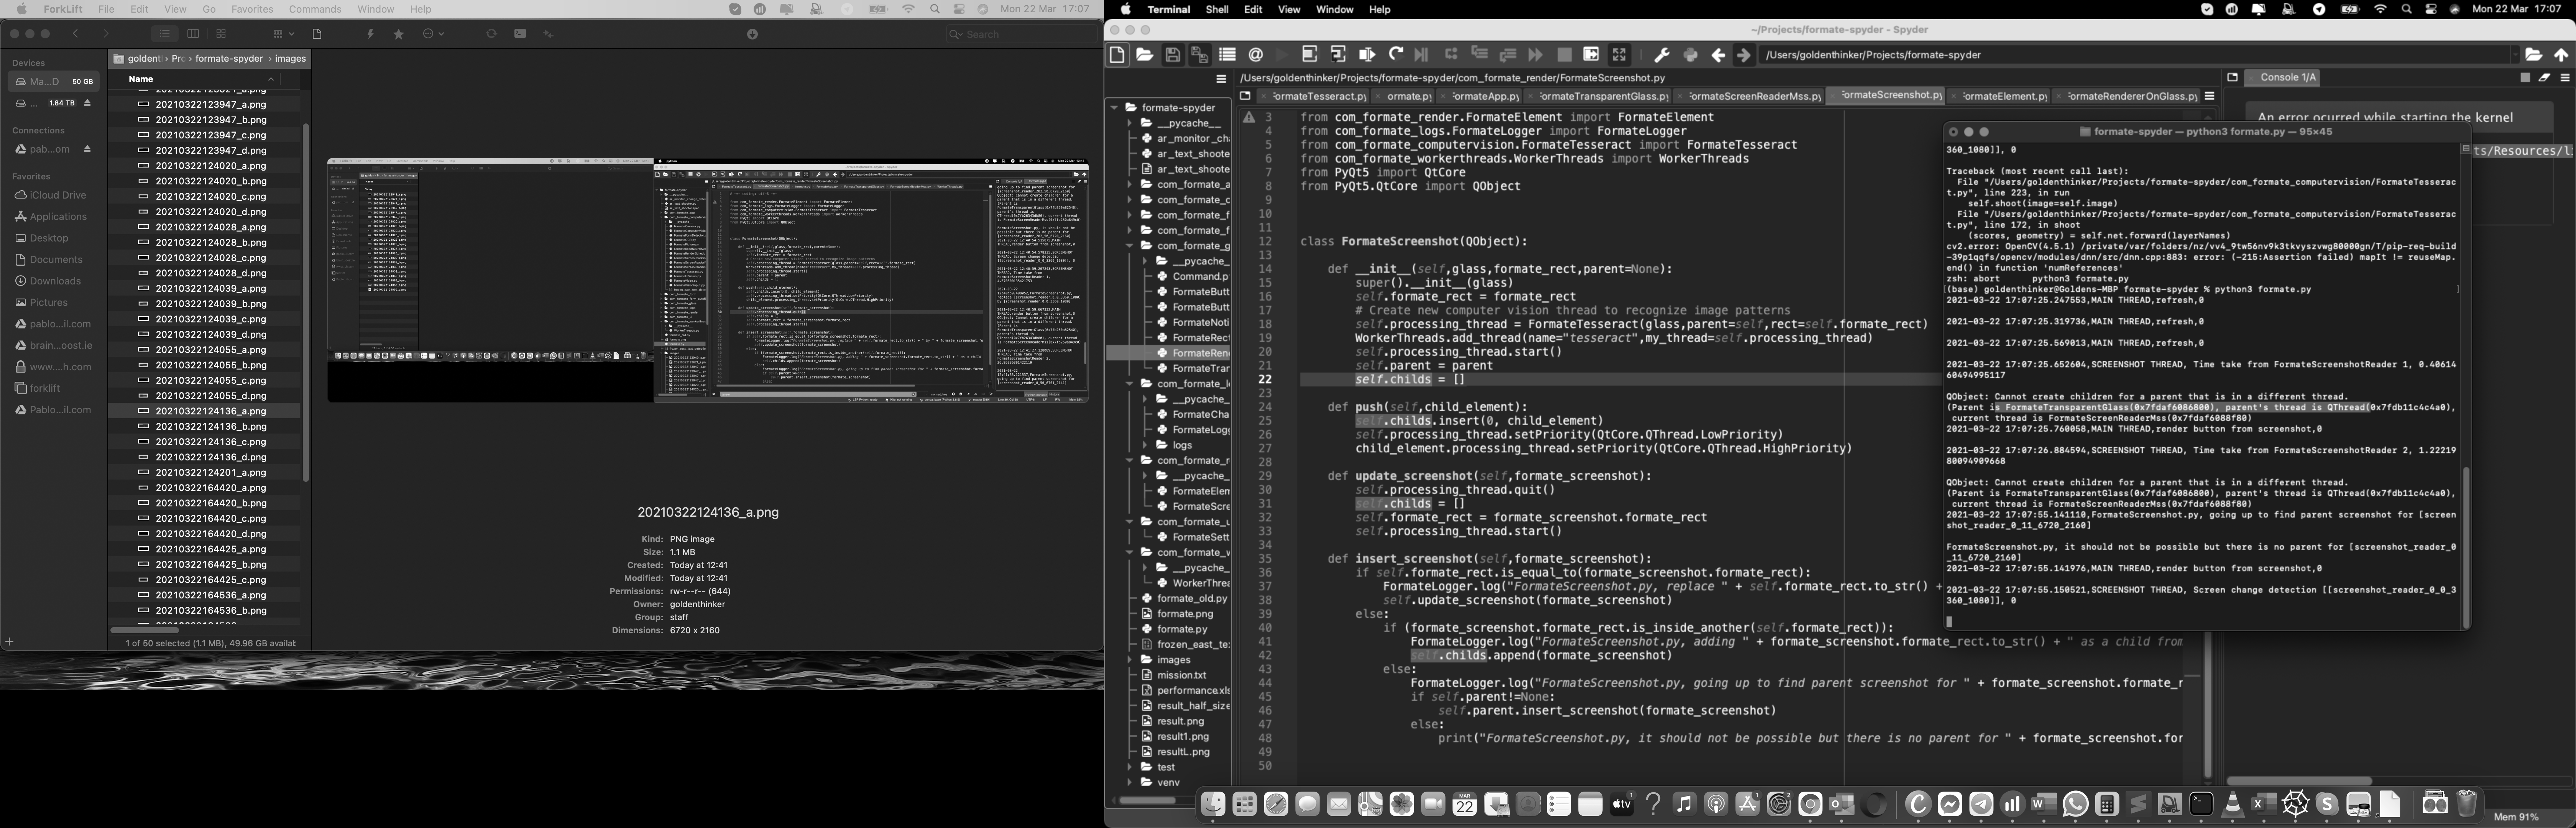 ForkLift File Edit View Go Favorites Commands Window Help
Mon 22 Mar 17:07
Search
Devices
Ma...D 50 GB
... 1.84 TB
Connections
pab...om
Favorites
iCloud Drive
Applications
Desktop
Documents
Downloads
Pictures
pablo...il.com
brain...oost.ie
www....h.com
forklift
Pablo...il.com
formate-spyder › images
Name
20210322123947_a.png
20210322123947_b.png
20210322123947_c.png
20210322123947_d.png
20210322124020_a.png
20210322124020_b.png
20210322124020_c.png
20210322124020_d.png
20210322124028_a.png
20210322124028_b.png
20210322124028_c.png
20210322124028_d.png
20210322124039_a.png
20210322124039_b.png
20210322124039_c.png
20210322124039_d.png
20210322124055_a.png
20210322124055_b.png
20210322124055_c.png
20210322124055_d.png
20210322124136_a.png
20210322124136_b.png
20210322124136_c.png
20210322124136_d.png
20210322124201_a.png
20210322164420_a.png
20210322164420_b.png
20210322164420_c.png
20210322164420_d.png
20210322164425_a.png
20210322164425_b.png
20210322164425_c.png
20210322164536_a.png
20210322164536_b.png
1 of 50 selected (1.1 MB), 49.96 GB availat
20210322124136_a.png
Kind: PNG image
Size: 1.1 MB
Created: Today at 12:41
Modified: Today at 12:41
Permissions: rw-r--r-- (644)
Owner: goldenthinker
Group: staff
Dimensions: 6720 x 2160
Terminal Shell Edit View Window Help
Mon 22 Mar 17:07
~/Projects/formate-spyder - Spyder
/Users/goldenthinker/Projects/formate-spyder
/Users/goldenthinker/Projects/formate-spyder/com_formate_render/FormateScreenshot.py
ormateTesseract.py ormate.py ormateApp.py ormateTransparentGlass.py ormateScreenReaderMss.py ormateScreenshot.py ormateElement.py ormateRendererOnGlass.py
formate-spyder
__pycache__
ar_monitor_cha
ar_text_shoote
ar_text_shoote
com_formate_a
com_formate_c
com_formate_f
com_formate_f
com_formate_g
__pycache__
Command.p
FormateButt
FormateButt
FormateNoti
FormateRect
FormateRen
FormateTran
com_formate_l
__pycache__
FormateCha
FormateLogg
logs
com_formate_r
__pycache__
FormateElem
FormateScre
com_formate_u
FormateSett
com_formate_w
__pycache__
WorkerThrea
formate_old.py
formate.png
formate.py
frozen_east_te
images
mission.txt
performance.xls
result_half_size
result.png
result1.png
resultL.png
test
venv
3 from com_formate_render.FormateElement import FormateElement
4 from com_formate_logs.FormateLogger import FormateLogger
5 from com_formate_computervision.FormateTesseract import FormateTesseract
6 from com_formate_workerthreads.WorkerThreads import WorkerThreads
7 from PyQt5 import QtCore
8 from PyQt5.QtCore import QObject
9
10
11
12 class FormateScreenshot(QObject):
13
14 def __init__(self,glass,formate_rect,parent=None):
15 super().__init__(glass)
16 self.formate_rect = formate_rect
17 # Create new computer vision thread to recognize image patterns
18 self.processing_thread = FormateTesseract(glass,parent=self,rect=self.formate_rect)
19 WorkerThreads.add_thread(name="tesseract",my_thread=self.processing_thread)
20 self.processing_thread.start()
21 self.parent = parent
22 self.childs = []
23
24 def push(self,child_element):
25 self.childs.insert(0, child_element)
26 self.processing_thread.setPriority(QtCore.QThread.LowPriority)
27 child_element.processing_thread.setPriority(QtCore.QThread.HighPriority)
28
29 def update_screenshot(self,formate_screenshot):
30 self.processing_thread.quit()
31 self.childs = []
32 self.formate_rect = formate_screenshot.formate_rect
33 self.processing_thread.start()
34
35 def insert_screenshot(self,formate_screenshot):
36 if self.formate_rect.is_equal_to(formate_screenshot.formate_rect):
37 FormateLogger.log("FormateScreenshot.py, replace " + self.formate_rect.to_str() +
38 self.update_screenshot(formate_screenshot)
39 else:
40 if (formate_screenshot.formate_rect.is_inside_another(self.formate_rect)):
41 FormateLogger.log("FormateScreenshot.py, adding " + formate_screenshot.formate_rect.to_str() + " as a child from
42 self.childs.append(formate_screenshot)
43 else:
44 FormateLogger.log("FormateScreenshot.py, going up to find parent screenshot for " + formate_screenshot.formate_r
45 if self.parent!=None:
46 self.parent.insert_screenshot(formate_screenshot)
47 else:
48 print("FormateScreenshot.py, it should not be possible but there is no parent for " + formate_screenshot.for
49
50
Console 1/A
An error ocurred while starting the kernel
ts/Resources/l
formate-spyder — python3 formate.py — 95×45
360_1080]], 0
Traceback (most recent call last):
File "/Users/goldenthinker/Projects/formate-spyder/com_formate_computervision/FormateTesserac
t.py", line 223, in run
self.shoot(image=self.image)
File "/Users/goldenthinker/Projects/formate-spyder/com_formate_computervision/FormateTesserac
t.py", line 172, in shoot
(scores, geometry) = self.net.forward(layerNames)
cv2.error: OpenCV(4.5.1) /private/var/folders/nz/vv4_9tw56nv9k3tkvyszvwg80000gn/T/pip-req-build
-39p1qqfs/opencv/modules/dnn/src/dnn.cpp:883: error: (-215:Assertion failed) mapIt != reuseMap.
end() in function 'numReferences'
zsh: abort python3 formate.py
(base) goldenthinker@Goldens-MBP formate-spyder % python3 formate.py
2021-03-22 17:07:25.247553,MAIN THREAD,refresh,0
2021-03-22 17:07:25.319736,MAIN THREAD,refresh,0
2021-03-22 17:07:25.569013,MAIN THREAD,refresh,0
2021-03-22 17:07:25.652604,SCREENSHOT THREAD, Time take from FormateScreenshotReader 1, 0.40614
60494995117
QObject: Cannot create children for a parent that is in a different thread.
(Parent is FormateTransparentGlass(0x7fdaf6086800), parent's thread is QThread(0x7fdb11c4c4a0),
current thread is FormateScreenReaderMss(0x7fdaf6088f80)
2021-03-22 17:07:25.760058,MAIN THREAD,render button from screenshot,0
2021-03-22 17:07:26.884594,SCREENSHOT THREAD, Time take from FormateScreenshotReader 2, 1.22219
80094909668
QObject: Cannot create children for a parent that is in a different thread.
(Parent is FormateTransparentGlass(0x7fdaf6086800), parent's thread is QThread(0x7fdb11c4c4a0),
current thread is FormateScreenReaderMss(0x7fdaf6088f80)
2021-03-22 17:07:55.141110,FormateScreenshot.py, going up to find parent screenshot for [screen
shot_reader_0_11_6720_2160]
FormateScreenshot.py, it should not be possible but there is no parent for [screenshot_reader_0
_11_6720_2160]
2021-03-22 17:07:55.141976,MAIN THREAD,render button from screenshot,0
2021-03-22 17:07:55.150521,SCREENSHOT THREAD, Screen change detection [[screenshot_reader_0_0_3
360_1080]], 0
MAR
22
tv
Mem 91%